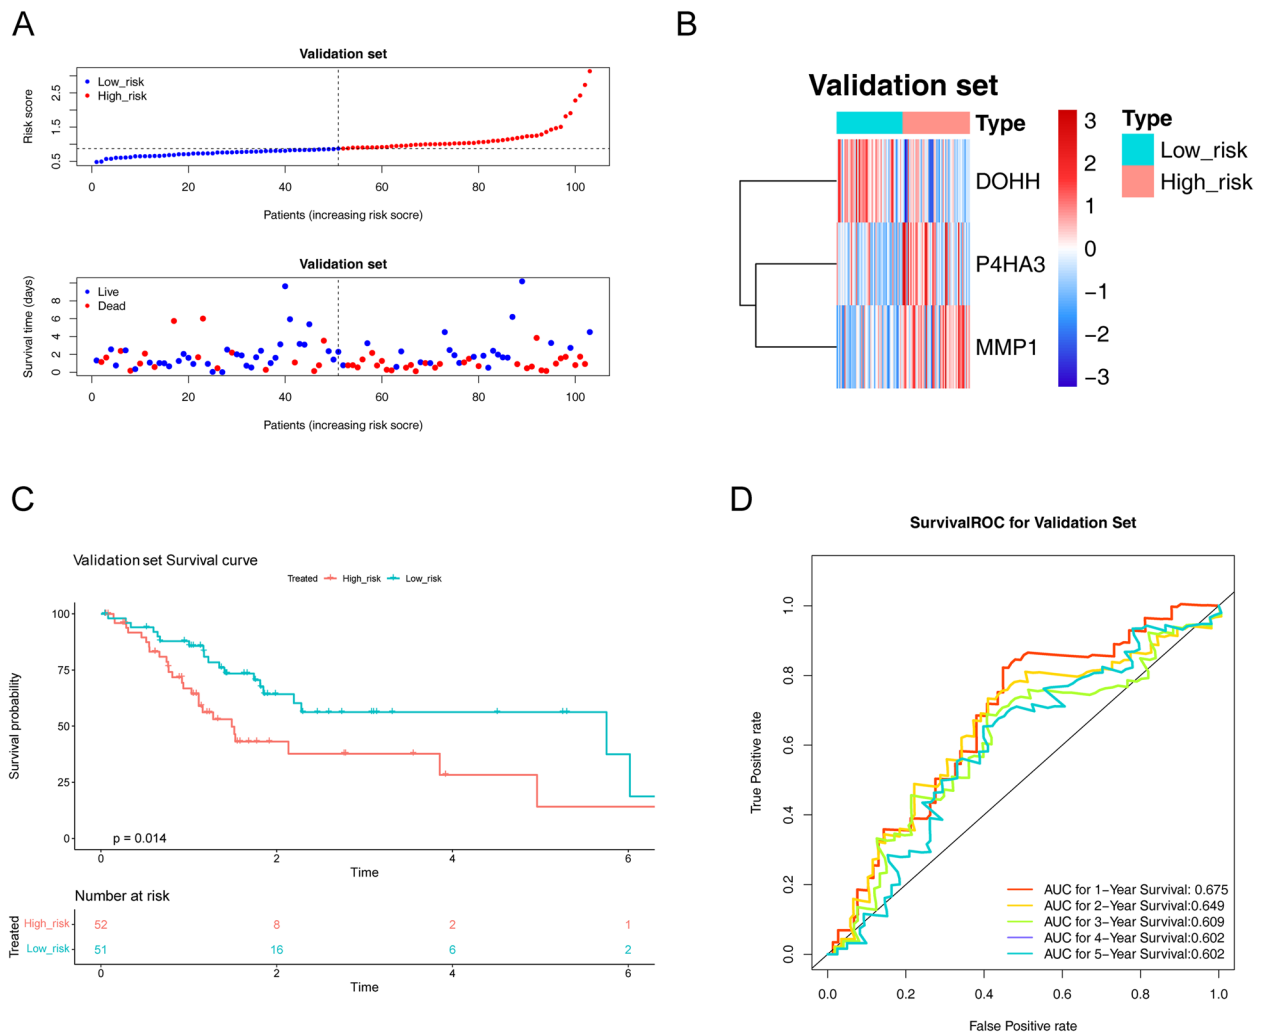 A
Validation set
Low_risk
High_risk
Risk score
0.5
1.5
2.5
0
20
40
60
80
100
Patients (increasing risk socre)
Validation set
Live
Dead
Survival time (days)
0
2
4
6
8
0
20
40
60
80
100
Patients (increasing risk socre)
B
Validation set
Type
DOHH
P4HA3
MMP1
3
2
1
0
−1
−2
−3
Type
Low_risk
High_risk
C
Validation set Survival curve
Treated High_risk Low_risk
Survival probability
100
75
50
25
0
p = 0.014
0
2
4
6
Time
Number at risk
Treated
High_risk 52 8 2 1
Low_risk 51 16 6 2
0
2
4
6
Time
D
SurvivalROC for Validation Set
True Positive rate
0.0
0.2
0.4
0.6
0.8
1.0
AUC for 1−Year Survival: 0.675
AUC for 2−Year Survival:0.649
AUC for 3−Year Survival:0.609
AUC for 4−Year Survival:0.602
AUC for 5−Year Survival:0.602
0.0
0.2
0.4
0.6
0.8
1.0
False Positive rate